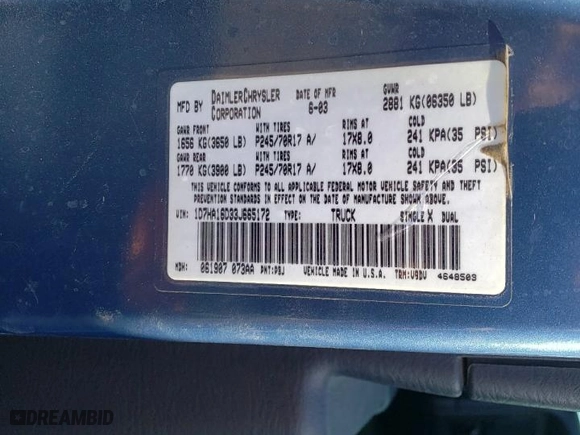 MFD BY DAIMLERCHRYSLER CORPORATION DATE OF MFR 6-03 GVWR 2881 KG(06350 LB)
GAWR FRONT WITH TIRES RIMS COLD
1656 KG(3650 LB) P245/70R17 A/ 17X8.0 241 KPA(35 PSI)
GAWR REAR WITH TIRES RIMS COLD
1770 KG(3900 LB) P245/70R17 A/ 17X8.0 241 KPA(35 PSI)
THIS VEHICLE CONFORMS TO ALL APPLICABLE FEDERAL MOTOR VEHICLE SAFETY AND THEFT
PREVENTION STANDARDS IN EFFECT ON THE DATE OF MANUFACTURE SHOWN ABOVE.
VIN: 1D7HA16D33J665172 TYPE: TRUCK SINGLE X DUAL
MDH: 061907 073AA PNT:PBJ VEHICLE MADE IN U.S.A. TRM:V9DV 4648503
DREAMBID